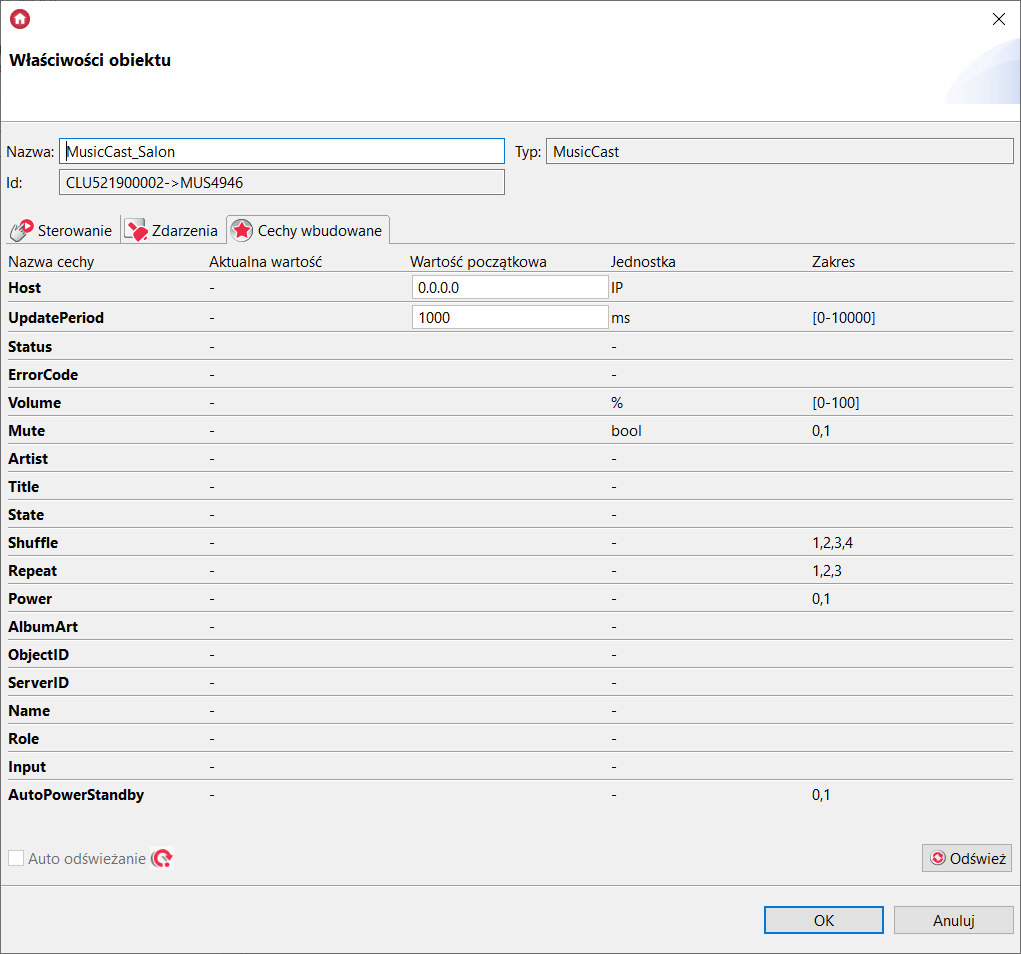 Właściwości obiektu
Nazwa: MusicCast_Salon Typ: MusicCast
Id: CLU521900002->MUS4946
Sterowanie Zdarzenia Cechy wbudowane
Nazwa cechy Aktualna wartość Wartość początkowa Jednostka Zakres
Host - 0.0.0.0 IP
UpdatePeriod - 1000 ms [0-10000]
Status - -
ErrorCode - -
Volume - % [0-100]
Mute - bool 0,1
Artist - -
Title - -
State - -
Shuffle - - 1,2,3,4
Repeat - - 1,2,3
Power - - 0,1
AlbumArt - -
ObjectID - -
ServerID - -
Name - -
Role - -
Input - -
AutoPowerStandby - - 0,1
Auto odświeżanie Odśwież
OK Anuluj